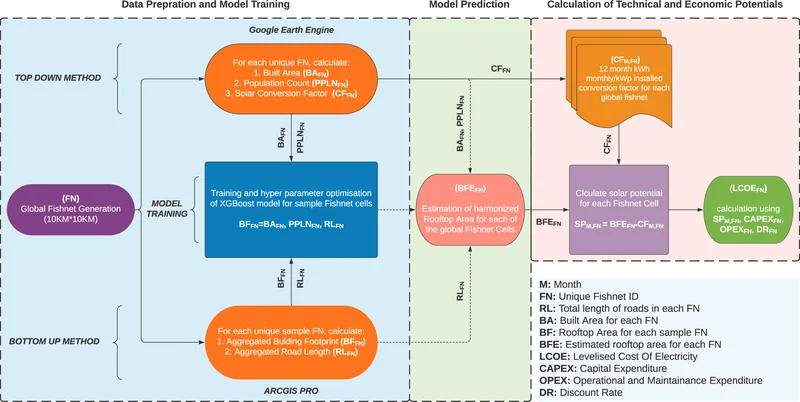 Data Prepration and Model Training
Model Prediction
Calculation of Technical and Economic Potentials
Google Earth Engine
TOP DOWN METHOD
For each unique FN, calculate:
1. Built Area (BAFN)
2. Population Count (PPLNFN)
3. Solar Conversion Factor (CFFN)
CFFN
(CFM,FN)
12 month kWh
monthly/kWp installed
conversion factor for each
global fishnet
BAFN
PPLNFN
BAFN, PPLNFN
CFFN
(FN)
Global Fishnet Generation
(10KM*10KM)
MODEL
TRAINING
Training and hyper parameter optimisation
of XGBoost model for sample Fishnet cells
BFFN=BAFN, PPLNFN, RLFN
(BFEFN)
Estimation of harmonized
Rooftop Area for each of
the global Fishnet Cells
BFEFN
Clculate solar potential
for each Fishnet Cell
SPM,FN = BFEFN*CFM,FN
(LCOEFN)
calculation using
SPM,FN, CAPEXFN,
OPEXFN, DRFN
BFFN
RLFN
RLFN
BOTTOM UP METHOD
For each unique sample FN, calculate:
1. Aggregated Bulding Footprint (BFFN)
2. Aggregated Road Length (RLFN)
ARCGIS PRO
M: Month
FN: Unique Fishnet ID
RL: Total length of roads in each FN
BA: Built Area for each FN
BF: Rooftop Area for each sample FN
BFE: Estimated rooftop area for each FN
LCOE: Levelised Cost Of Electricity
CAPEX: Capital Expenditure
OPEX: Operational and Maintainance Expenditure
DR: Discount Rate